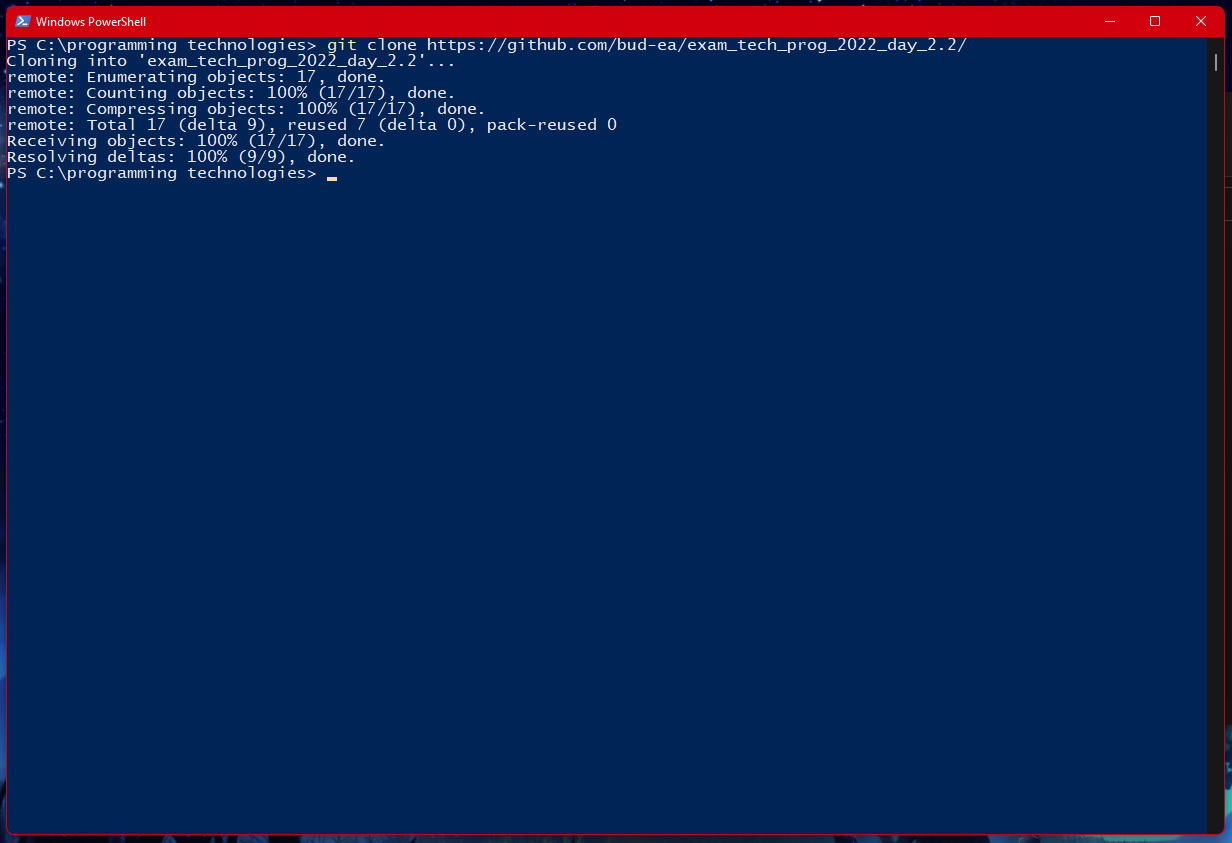 Windows PowerShell
PS C:\programming technologies> git clone https://github.com/bud-ea/exam_tech_prog_2022_day_2.2/
Cloning into 'exam_tech_prog_2022_day_2.2'...
remote: Enumerating objects: 17, done.
remote: Counting objects: 100% (17/17), done.
remote: Compressing objects: 100% (17/17), done.
remote: Total 17 (delta 9), reused 7 (delta 0), pack-reused 0
Receiving objects: 100% (17/17), done.
Resolving deltas: 100% (9/9), done.
PS C:\programming technologies>